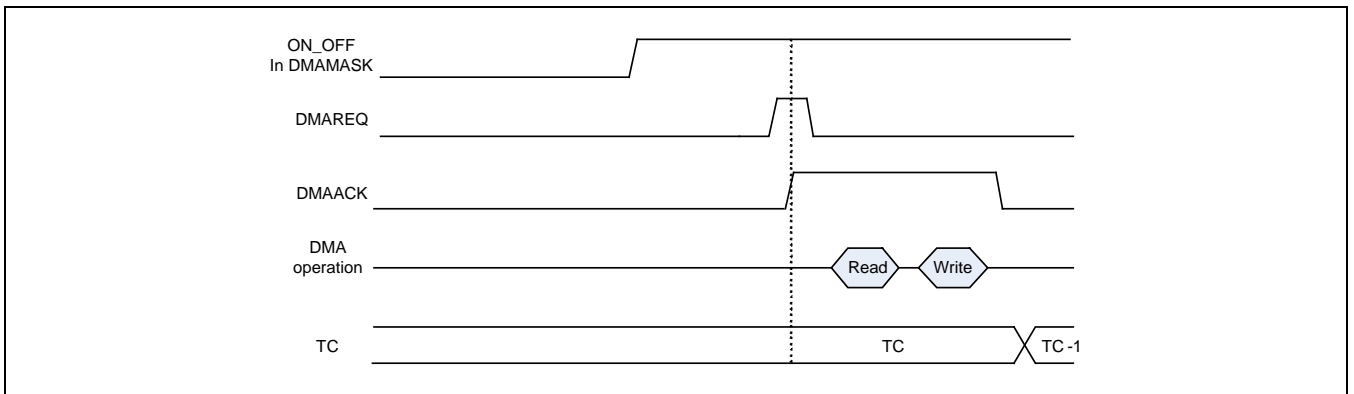 ON_OFF
In DMAMASK
DMAREQ
DMAACK
DMA
operation
Read
Write
TC
TC
TC -1